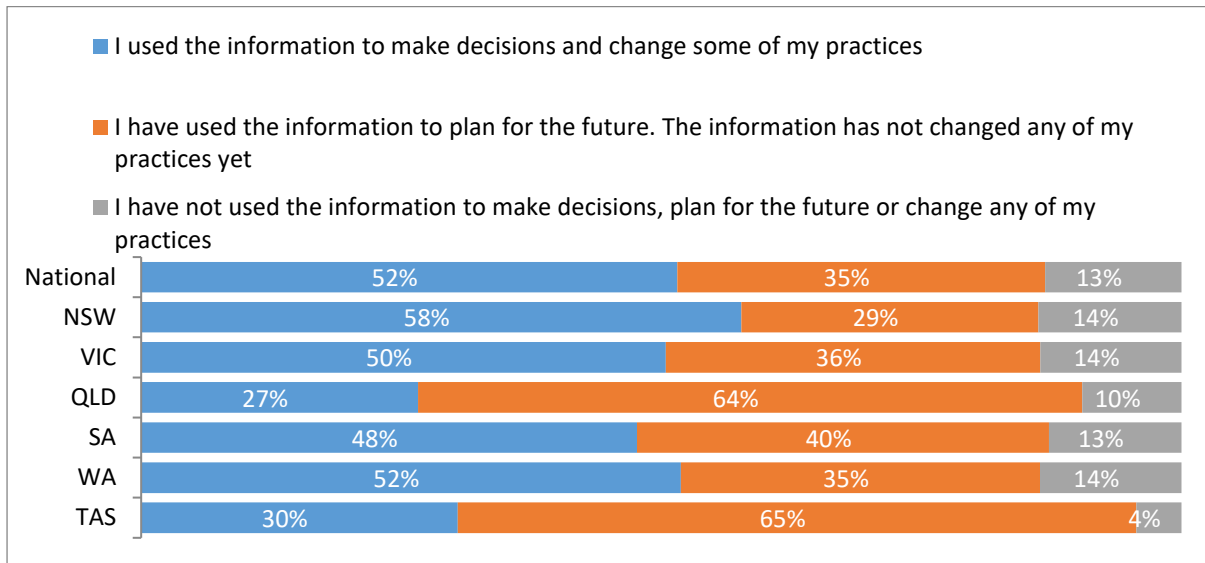 I used the information to make decisions and change some of my practices
I have used the information to plan for the future. The information has not changed any of my
practices yet
I have not used the information to make decisions, plan for the future or change any of my
practices
National 52% 35% 13%
NSW 58% 29% 14%
VIC 50% 36% 14%
QLD 27% 64% 10%
SA 48% 40% 13%
WA 52% 35% 14%
TAS 30% 65% 4%